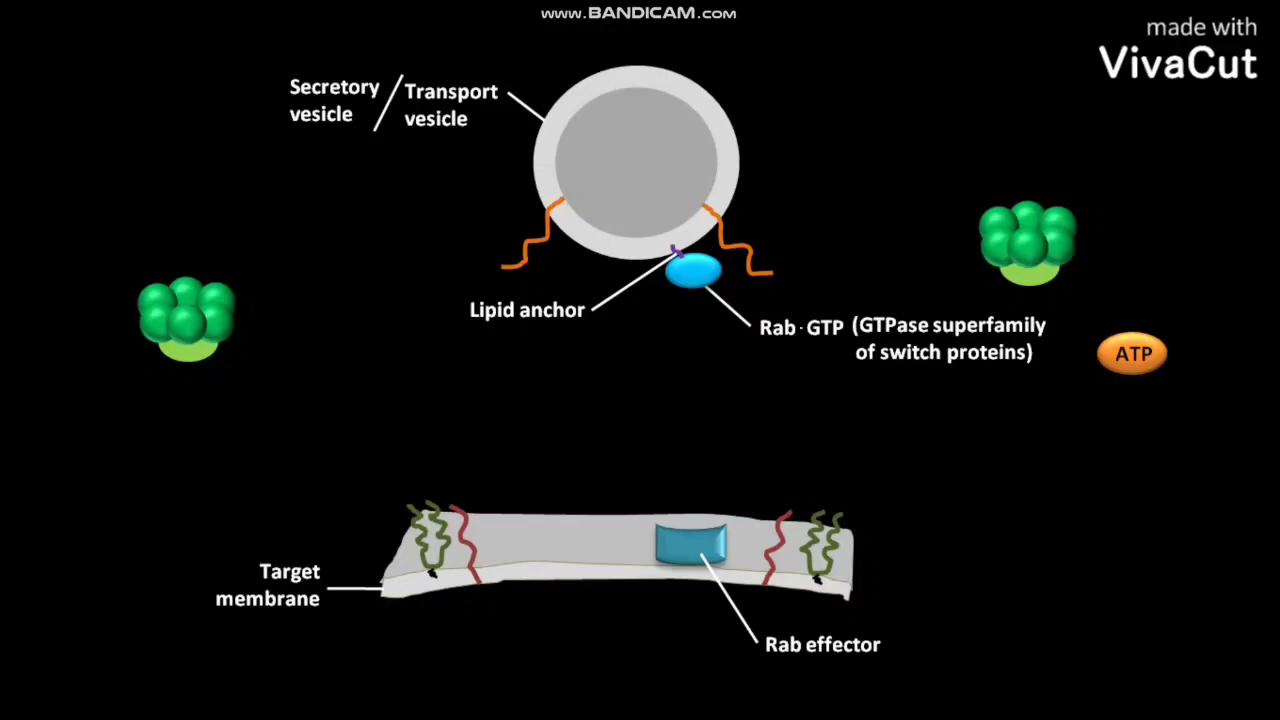 www.BANDICAM.com
made with
VivaCut
Secretory
vesicle
/
Transport
vesicle
Lipid anchor
Rab·GTP (GTPase superfamily
of switch proteins)
ATP
Target
membrane
Rab effector